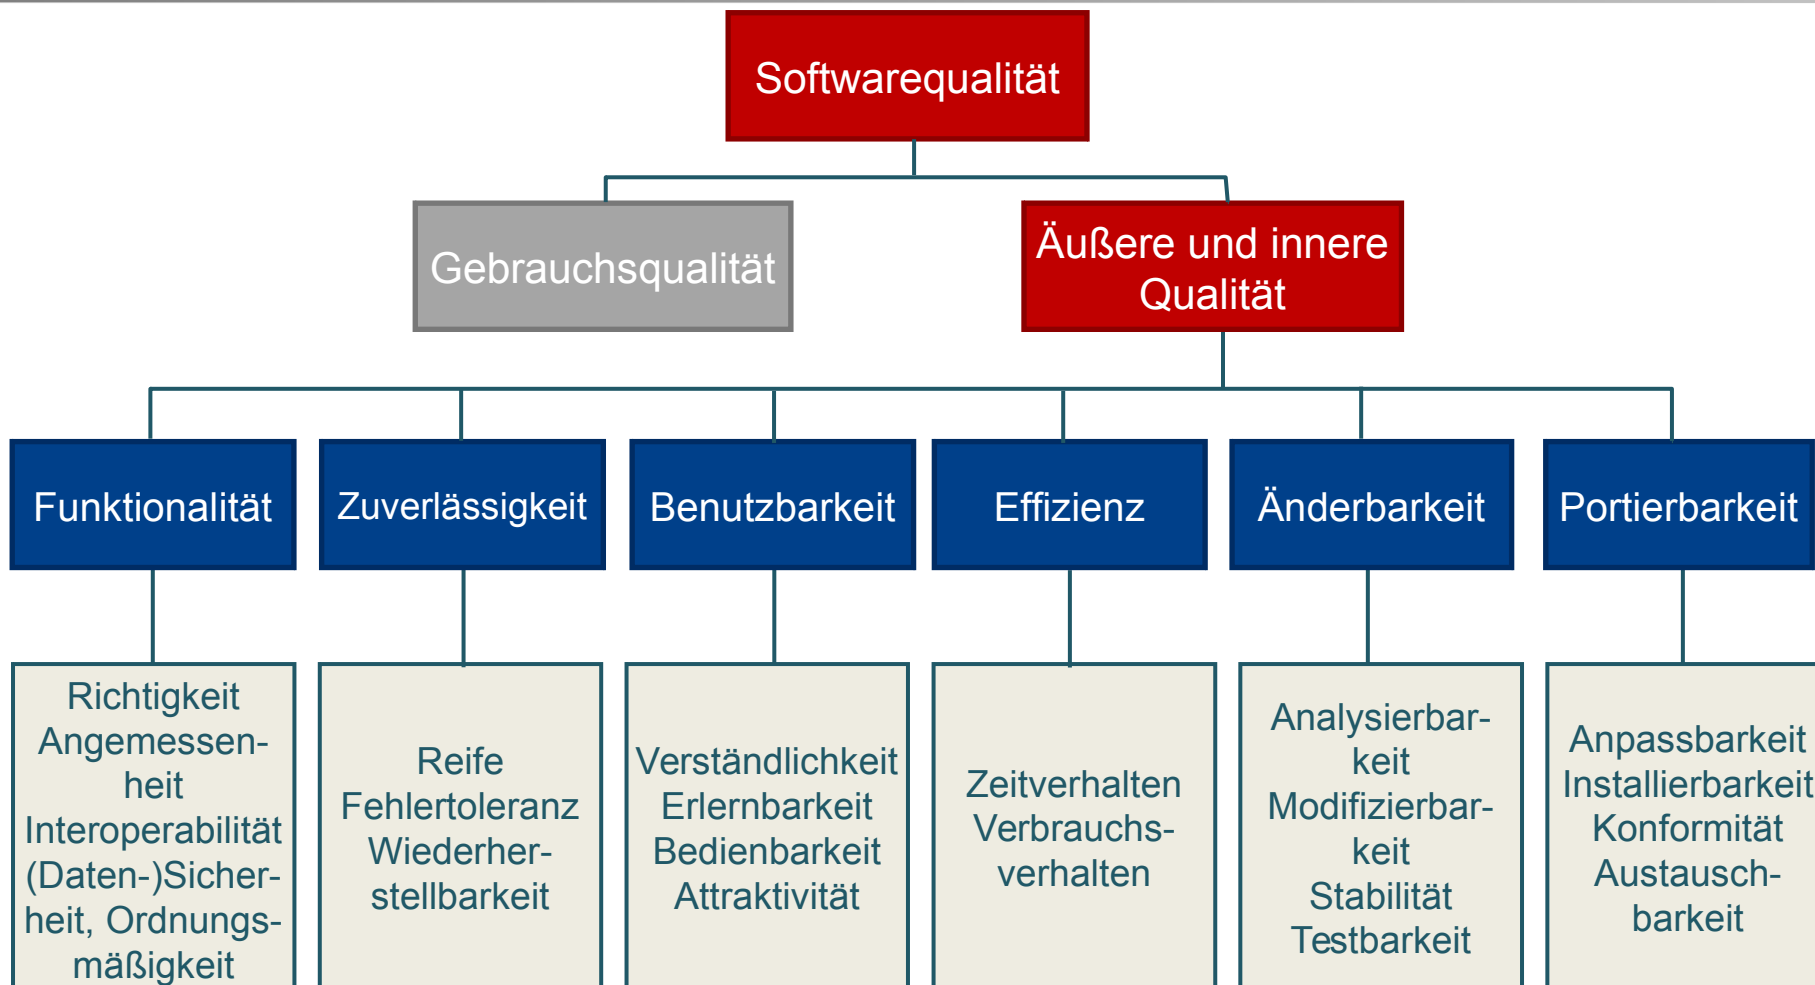 Softwarequalität
Gebrauchsqualität
Äußere und innere
Qualität
Funktionalität
Zuverlässigkeit
Benutzbarkeit
Effizienz
Änderbarkeit
Portierbarkeit
Richtigkeit
Angemessen-
heit
Interoperabilität
(Daten-)Sicher-
heit, Ordnungs-
mäßigkeit
Reife
Fehlertoleranz
Wiederher-
stellbarkeit
Verständlichkeit
Erlernbarkeit
Bedienbarkeit
Attraktivität
Zeitverhalten
Verbrauchs-
verhalten
Analysierbar-
keit
Modifizierbar-
keit
Stabilität
Testbarkeit
Anpassbarkeit
Installierbarkeit
Konformität
Austausch-
barkeit